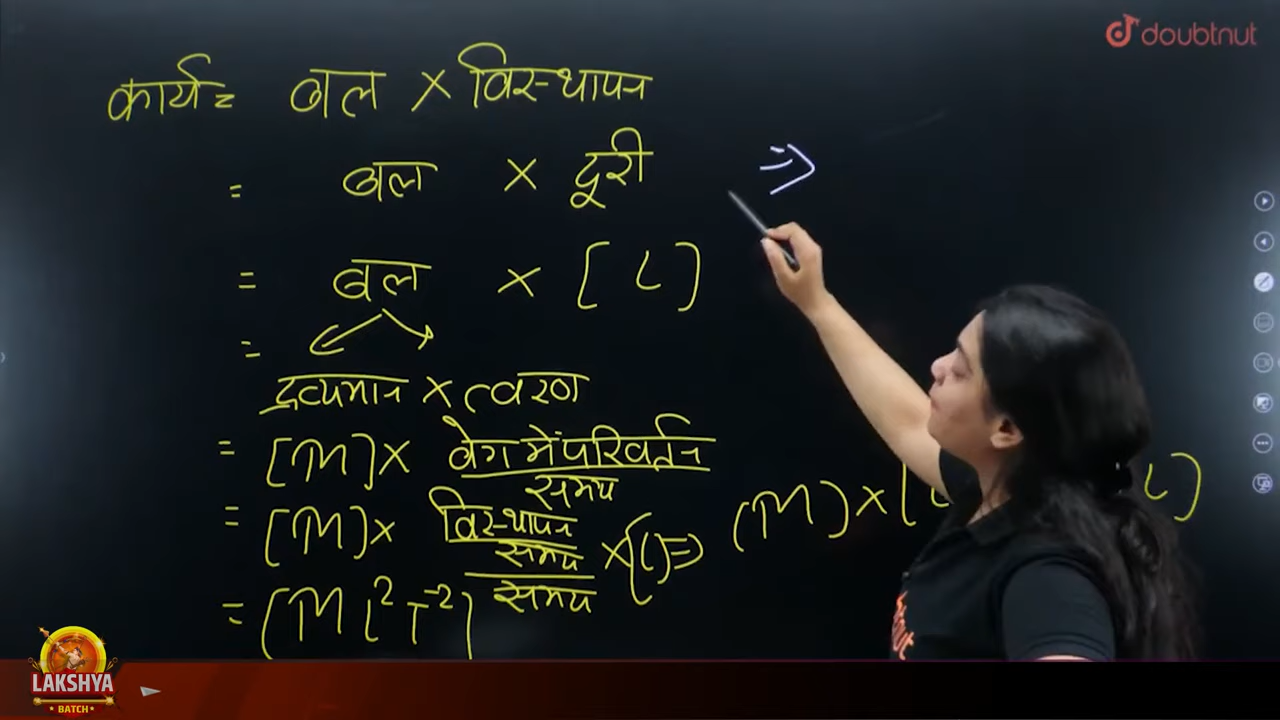 doubtnut
कार्य = बल × विस्थापन
= बल × दूरी ⇒
= बल × [L]
=
द्रव्यमान × त्वरण
= [M] × वेग में परिवर्तन / समय
= [M] × विस्थापन / समय / समय × [L] ⇒ [M] × [L L]
= [M L² T⁻²]
LAKSHYA
BATCH